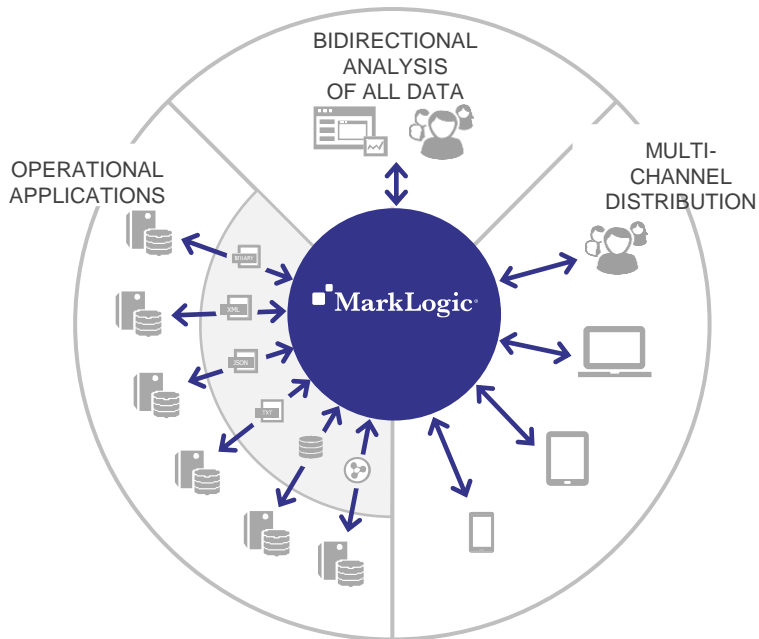 BIDIRECTIONAL
ANALYSIS
OF ALL DATA
OPERATIONAL
APPLICATIONS
MULTI-
CHANNEL
DISTRIBUTION
BINARY
XML
JSON
TXT
MarkLogic®